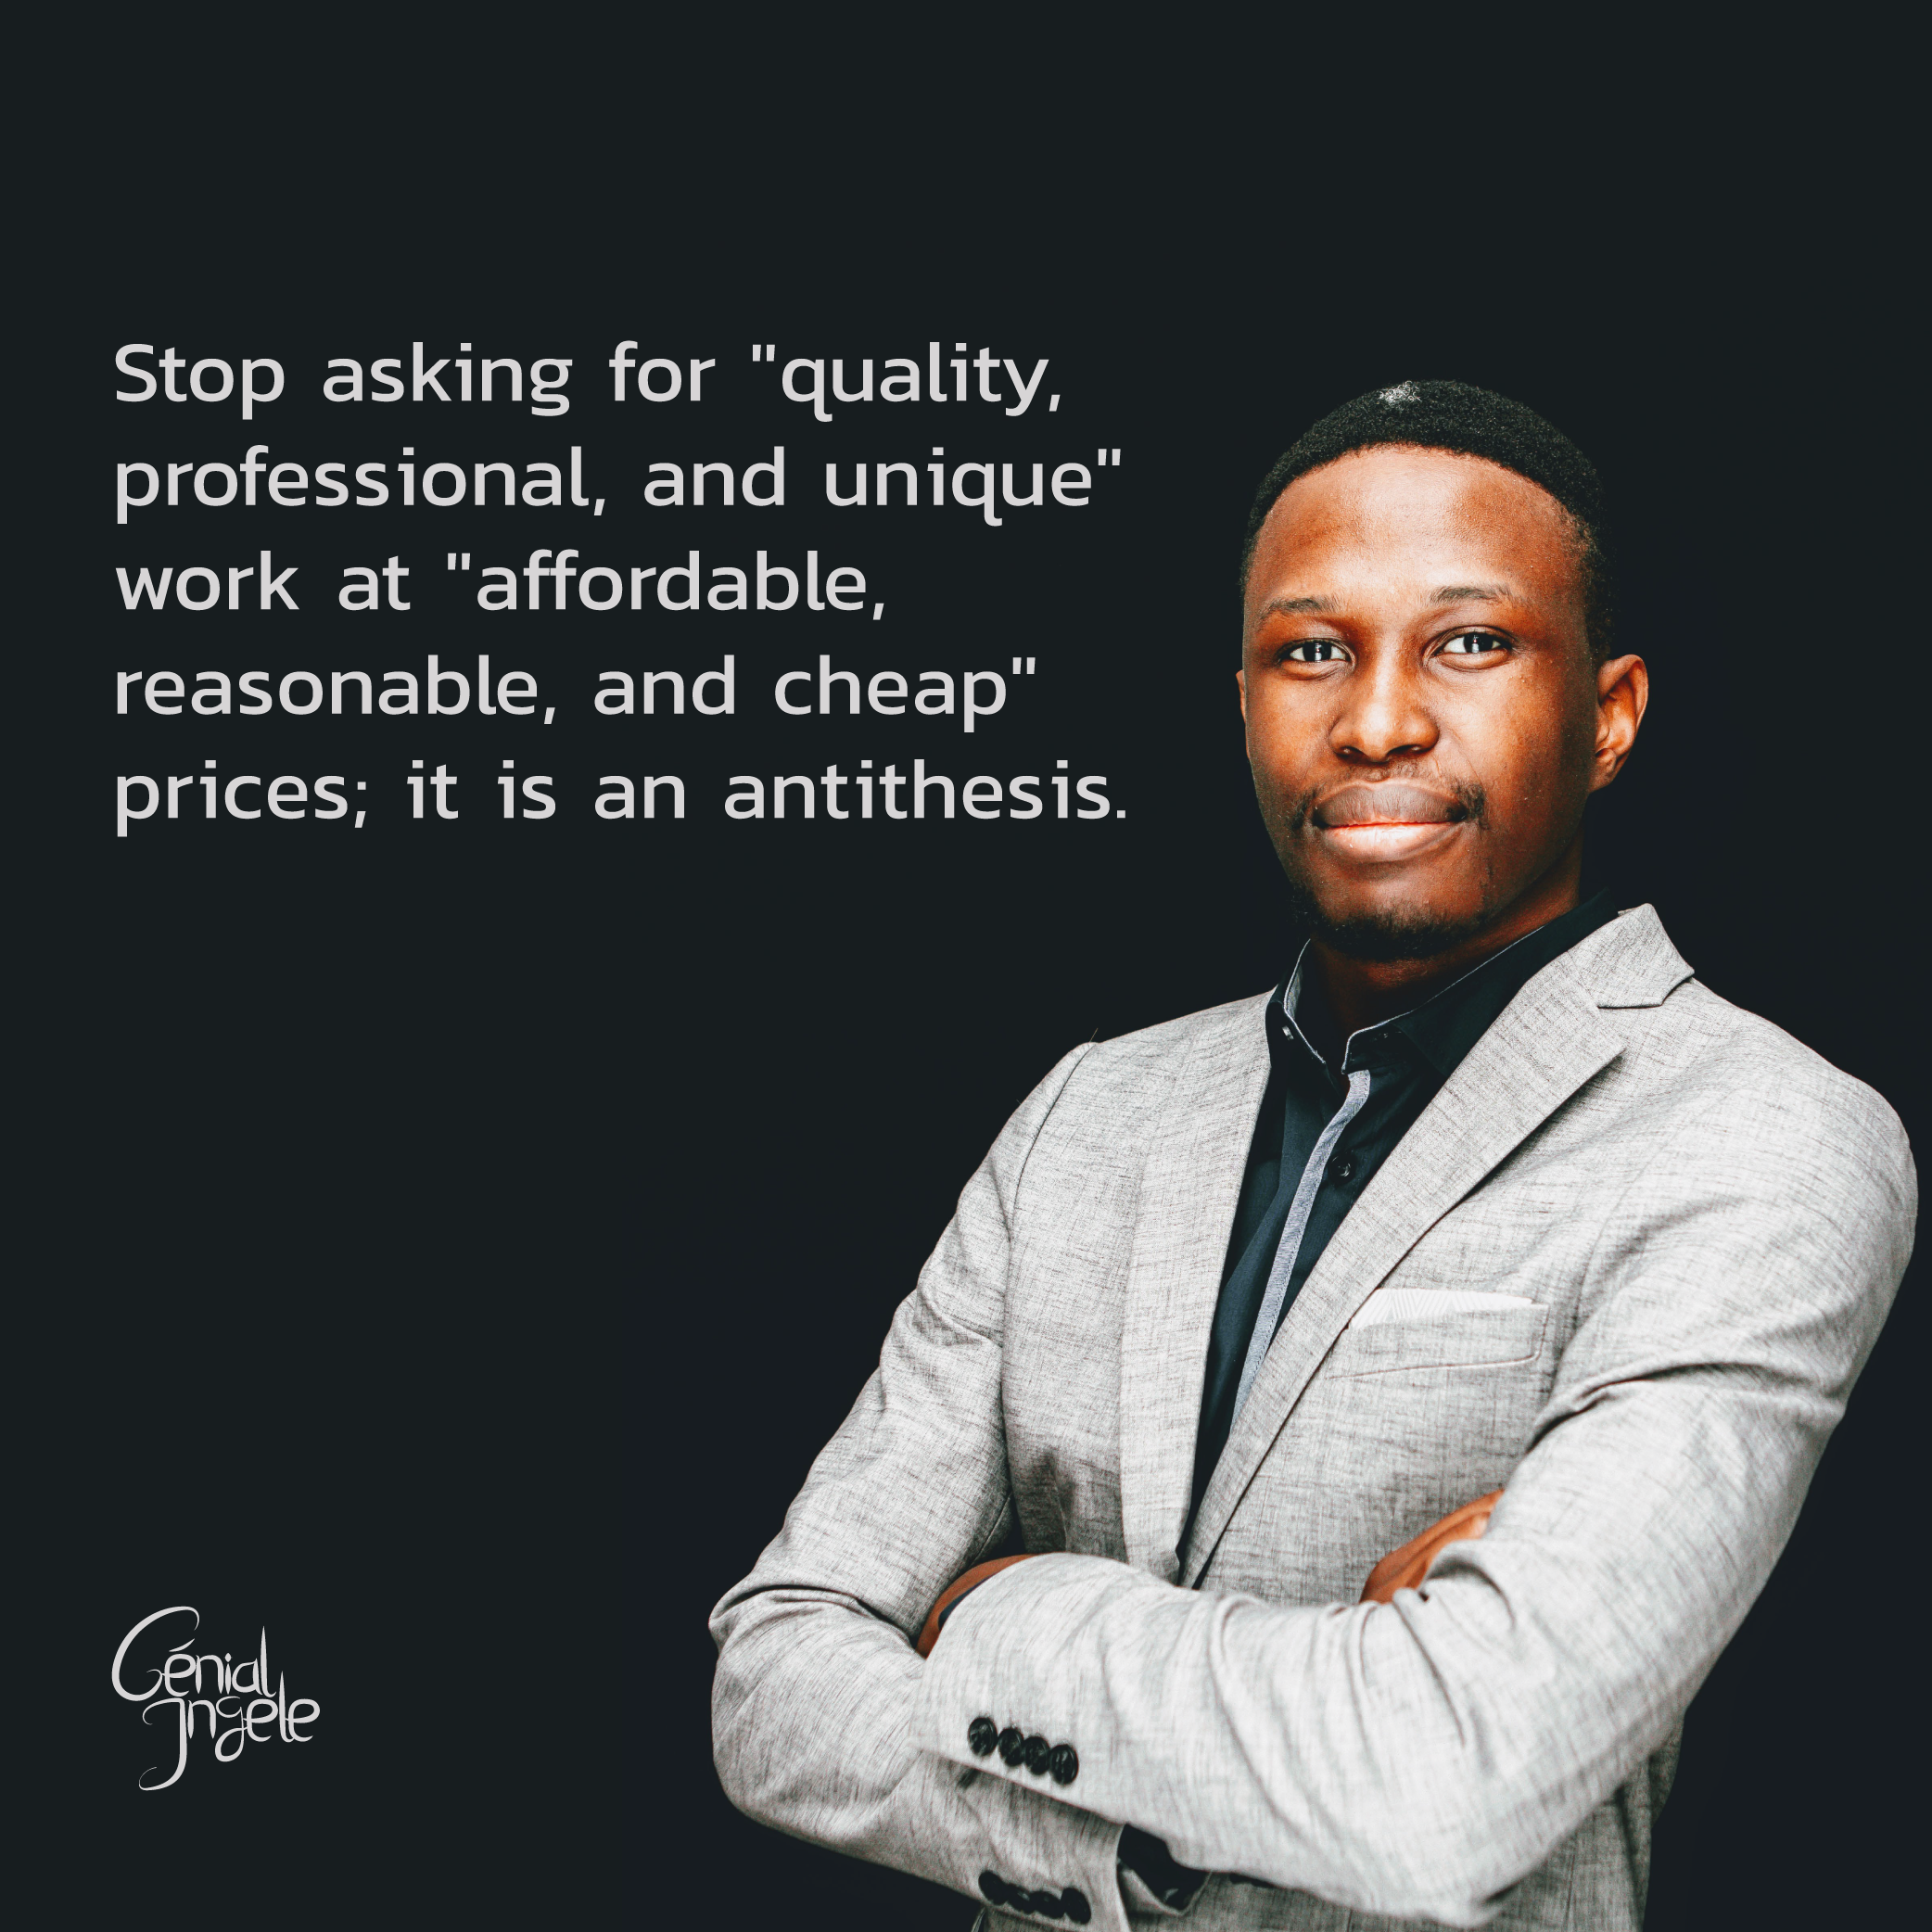 Stop asking for "quality,
professional, and unique"
work at "affordable,
reasonable, and cheap"
prices; it is an antithesis.
Génial
Ingele